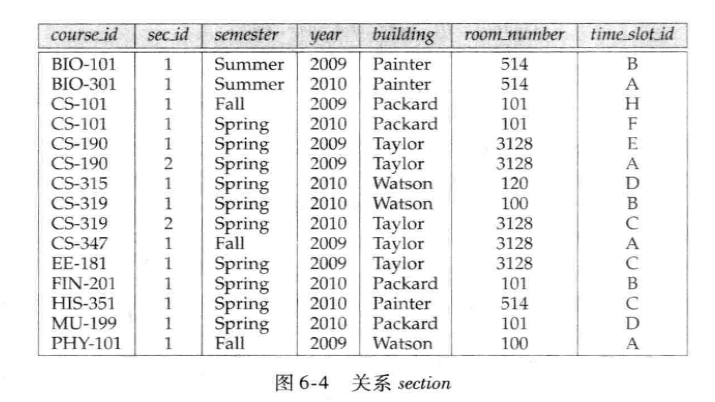 course_id sec_id semester year building room_number time_slot_id
BIO-101 1 Summer 2009 Painter 514 B
BIO-301 1 Summer 2010 Painter 514 A
CS-101 1 Fall 2009 Packard 101 H
CS-101 1 Spring 2010 Packard 101 F
CS-190 1 Spring 2009 Taylor 3128 E
CS-190 2 Spring 2009 Taylor 3128 A
CS-315 1 Spring 2010 Watson 120 D
CS-319 1 Spring 2010 Watson 100 B
CS-319 2 Spring 2010 Taylor 3128 C
CS-347 1 Fall 2009 Taylor 3128 A
EE-181 1 Spring 2009 Taylor 3128 C
FIN-201 1 Spring 2010 Packard 101 B
HIS-351 1 Spring 2010 Painter 514 C
MU-199 1 Spring 2010 Packard 101 D
PHY-101 1 Fall 2009 Watson 100 A
图 6-4 关系 section